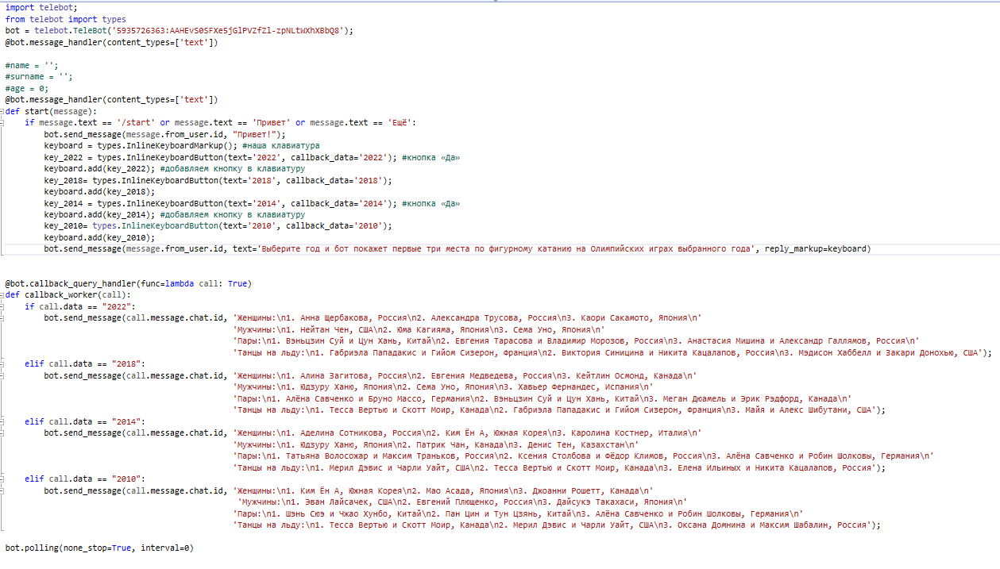 import telebot;
from telebot import types
bot = telebot.TeleBot('5935726363:AAHEvS0SFXe5jGlPVZfZl-zpNLtWXhXBbQ8');
@bot.message_handler(content_types=['text'])
#name = '';
#surname = '';
#age = 0;
@bot.message_handler(content_types=['text'])
def start(message):
    if message.text == '/start' or message.text == 'Привет' or message.text == 'Ещё':
        bot.send_message(message.from_user.id, "Привет!");
        keyboard = types.InlineKeyboardMarkup(); #наша клавиатура
        key_2022 = types.InlineKeyboardButton(text='2022', callback_data='2022'); #кнопка «Да»
        keyboard.add(key_2022); #добавляем кнопку в клавиатуру
        key_2018= types.InlineKeyboardButton(text='2018', callback_data='2018');
        keyboard.add(key_2018);
        key_2014 = types.InlineKeyboardButton(text='2014', callback_data='2014'); #кнопка «Да»
        keyboard.add(key_2014); #добавляем кнопку в клавиатуру
        key_2010= types.InlineKeyboardButton(text='2010', callback_data='2010');
        keyboard.add(key_2010);
        bot.send_message(message.from_user.id, text='Выберите год и бот покажет первые три места по фигурному катанию на Олимпийских играх выбранного года', reply_markup=keyboard)
@bot.callback_query_handler(func=lambda call: True)
def callback_worker(call):
    if call.data == "2022":
        bot.send_message(call.message.chat.id, 'Женщины:\n1. Анна Щербакова, Россия\n2. Александра Трусова, Россия\n3. Каори Сакамото, Япония\n'
        'Мужчины:\n1. Нейтан Чен, США\n2. Юма Кагияма, Япония\n3. Сема Уно, Япония\n'
        'Пары:\n1. Вэньцзин Суй и Цун Хань, Китай\n2. Евгения Тарасова и Владимир Морозов, Россия\n3. Анастасия Мишина и Александр Галлямов, Россия\n'
        'Танцы на льду:\n1. Габриэла Пападакис и Гийом Сизерон, Франция\n2. Виктория Синицина и Никита Кацалапов, Россия\n3. Мэдисон Хаббелл и Закари Донохью, США');
    elif call.data == "2018":
        bot.send_message(call.message.chat.id, 'Женщины:\n1. Алина Загитова, Россия\n2. Евгения Медведева, Россия\n3. Кейтлин Осмонд, Канада\n'
        'Мужчины:\n1. Юдзуру Ханю, Япония\n2. Сема Уно, Япония\n3. Хавьер Фернандес, Испания\n'
        'Пары:\n1. Алёна Савченко и Бруно Массо, Германия\n2. Вэньцзин Суй и Цун Хань, Китай\n3. Меган Дюамель и Эрик Рэдфорд, Канада\n'
        'Танцы на льду:\n1. Тесса Вертью и Скотт Моир, Канада\n2. Габриэла Пападакис и Гийом Сизерон, Франция\n3. Майя и Алекс Шибутани, США');
    elif call.data == "2014":
        bot.send_message(call.message.chat.id, 'Женщины:\n1. Аделина Сотникова, Россия\n2. Ким Ён А, Южная Корея\n3. Каролина Костнер, Италия\n'
        'Мужчины:\n1. Юдзуру Ханю, Япония\n2. Патрик Чан, Канада\n3. Денис Тен, Казахстан\n'
        'Пары:\n1. Татьяна Волосожар и Максим Траньков, Россия\n2. Ксения Столбова и Фёдор Климов, Россия\n3. Алёна Савченко и Робин Шолковы, Германия\n'
        'Танцы на льду:\n1. Мерил Дэвис и Чарли Уайт, США\n2. Тесса Вертью и Скотт Моир, Канада\n3. Елена Ильиных и Никита Кацалапов, Россия');
    elif call.data == "2010":
        bot.send_message(call.message.chat.id, 'Женщины:\n1. Ким Ён А, Южная Корея\n2. Мао Асада, Япония\n3. Джоанни Рошетт, Канада\n'
        'Мужчины:\n1. Эван Лайсачек, США\n2. Евгений Плющенко, Россия\n3. Дайсукэ Такахаси, Япония\n'
        'Пары:\n1. Шэнь Сюэ и Чжао Хунбо, Китай\n2. Пан Цин и Тун Цзянь, Китай\n3. Алёна Савченко и Робин Шолковы, Германия\n'
        'Танцы на льду:\n1. Тесса Вертью и Скотт Моир, Канада\n2. Мерил Дэвис и Чарли Уайт, США\n3. Оксана Домнина и Максим Шабалин, Россия');
bot.polling(none_stop=True, interval=0)